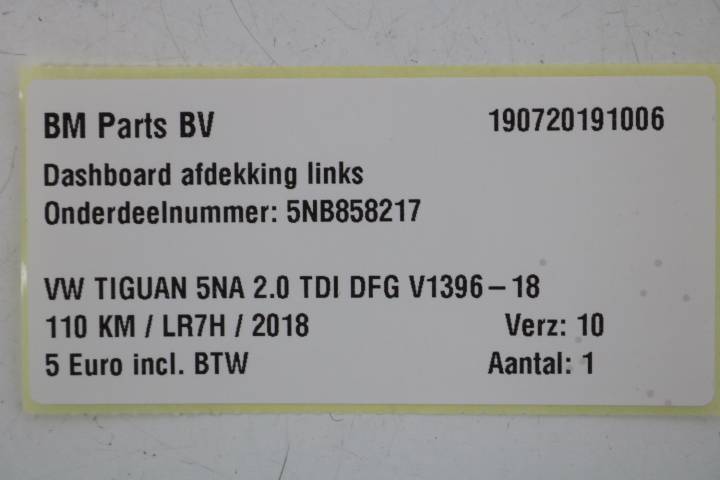 BM Parts BV 190720191006
Dashboard afdekking links
Onderdeelnummer: 5NB858217
VW TIGUAN 5NA 2.0 TDI DFG V1396 – 18
110 KM / LR7H / 2018 Verz: 10
5 Euro incl. BTW Aantal: 1